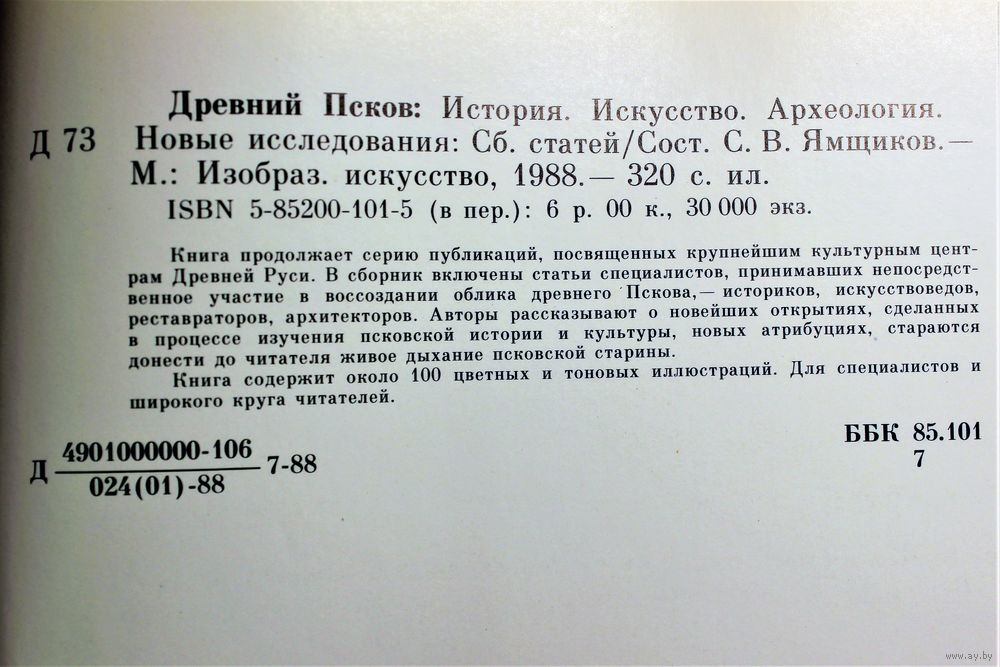 Древний Псков: История. Искусство. Археология.
Д 73 Новые исследования: Сб. статей/Сост. С. В. Ямщиков.—
М.: Изобраз. искусство, 1988.— 320 с. ил.
ISBN 5-85200-101-5 (в пер.): 6 р. 00 к., 30 000 экз.
Книга продолжает серию публикаций, посвященных крупнейшим культурным цент-
рам Древней Руси. В сборник включены статьи специалистов, принимавших непосредст-
венное участие в воссоздании облика древнего Пскова,— историков, искусствоведов,
реставраторов, архитекторов. Авторы рассказывают о новейших открытиях, сделанных
в процессе изучения псковской истории и культуры, новых атрибуциях, стараются
донести до читателя живое дыхание псковской старины.
Книга содержит около 100 цветных и тоновых иллюстраций. Для специалистов и
широкого круга читателей.
Д 4901000000-106 7-88
024(01)-88
ББК 85.101
7
www.ay.by